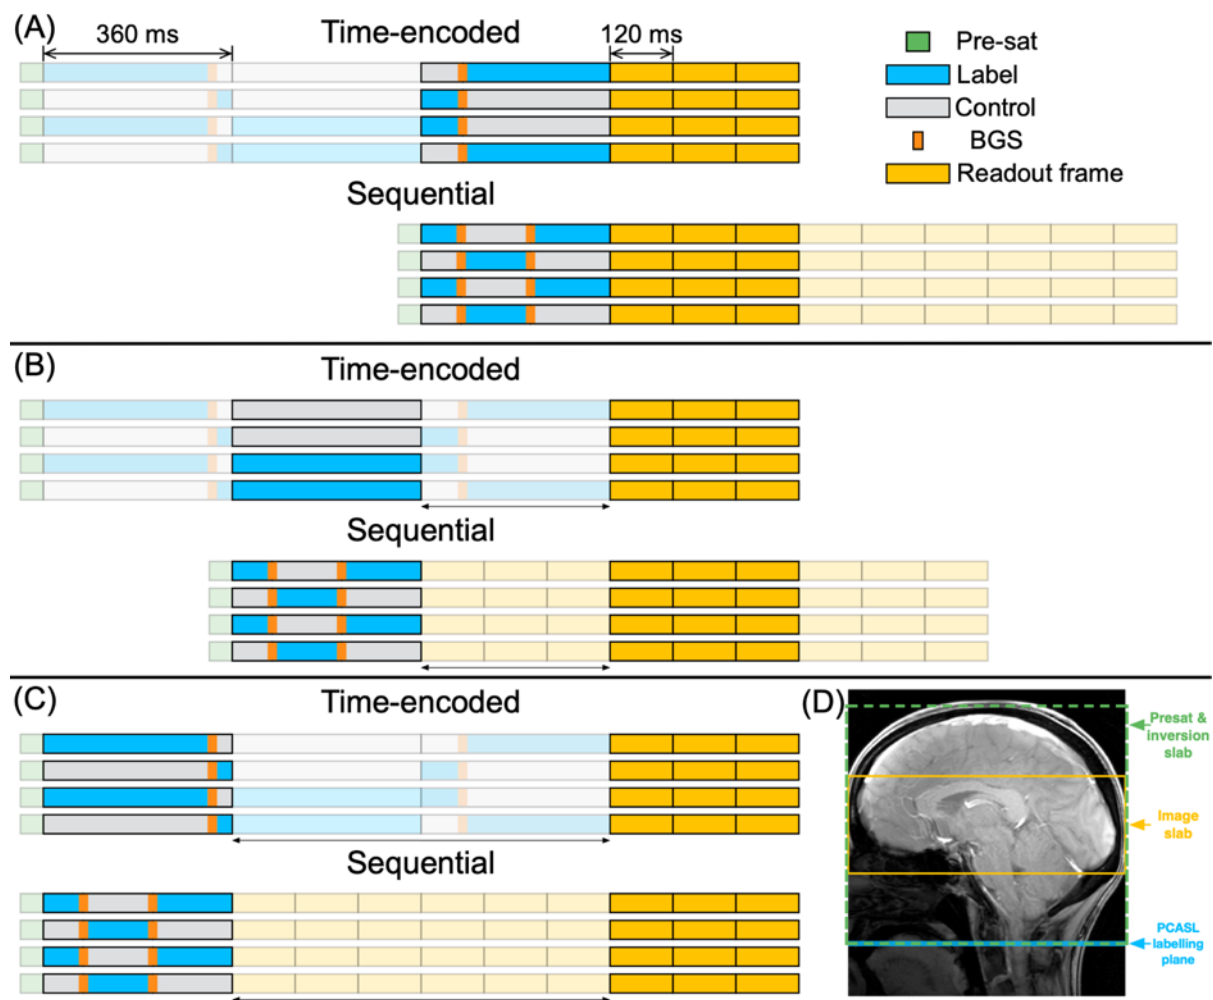 (A)
360 ms
Time-encoded
120 ms
Pre-sat
Label
Control
BGS
Readout frame
Sequential
(B)
Time-encoded
Sequential
(C)
Time-encoded
Sequential
(D)
Presat &
inversion
slab
Image
slab
PCASL
labelling
plane